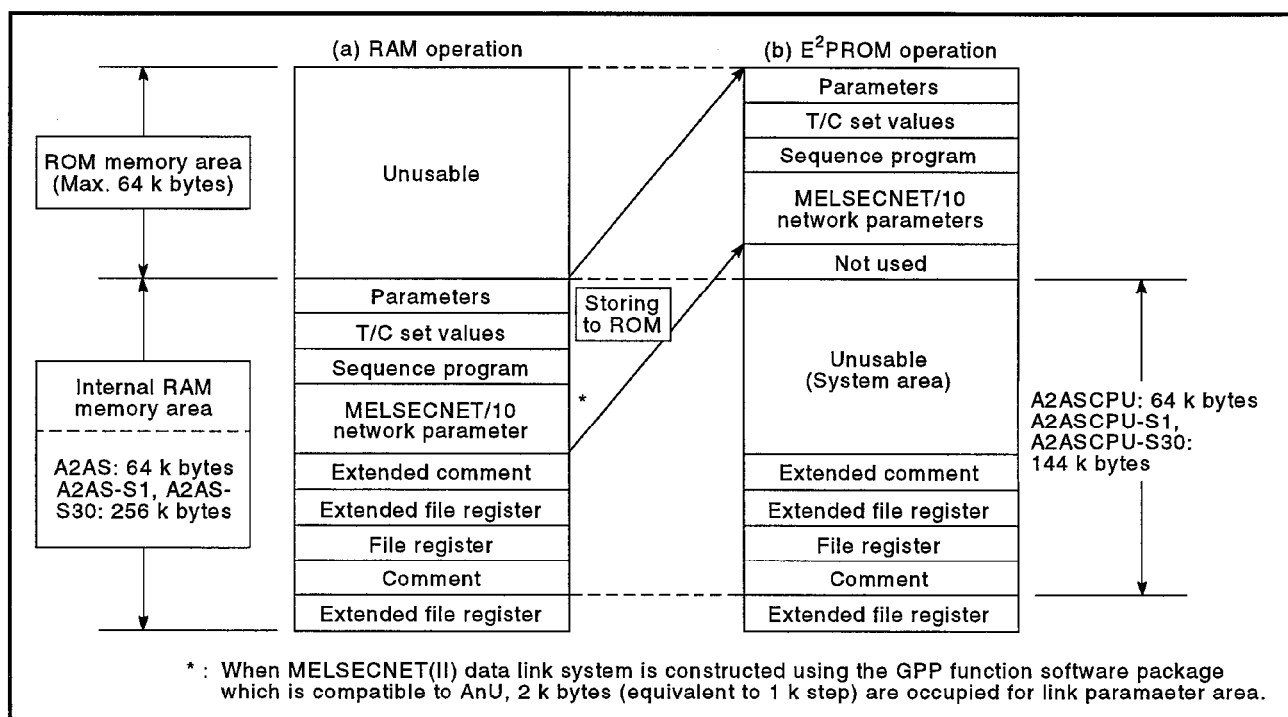 (a) RAM operation
(b) E²PROM operation
ROM memory area
(Max. 64 k bytes)
Internal RAM
memory area
A2AS: 64 k bytes
A2AS-S1, A2AS-
S30: 256 k bytes
Unusable
Parameters
T/C set values
Sequence program
MELSECNET/10
network parameter
Extended comment
Extended file register
File register
Comment
Extended file register
Storing
to ROM
*
Parameters
T/C set values
Sequence program
MELSECNET/10
network parameters
Not used
Unusable
(System area)
Extended comment
Extended file register
File register
Comment
Extended file register
A2ASCPU: 64 k bytes
A2ASCPU-S1,
A2ASCPU-S30:
144 k bytes
* : When MELSECNET(II) data link system is constructed using the GPP function software package
which is compatible to AnU, 2 k bytes (equivalent to 1 k step) are occupied for link paramaeter area.